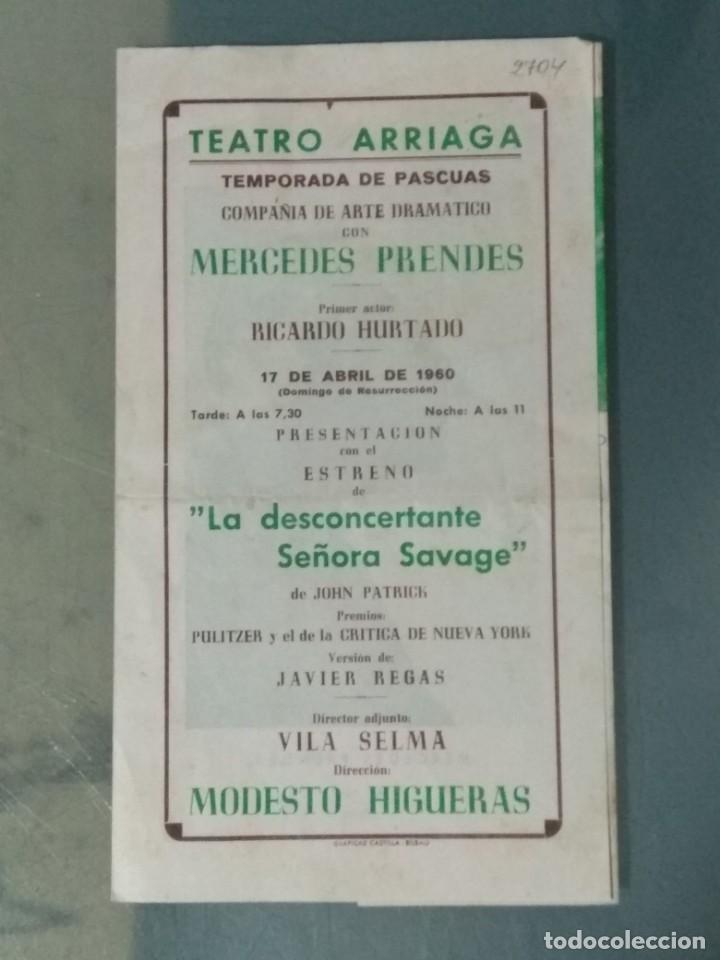 2704
TEATRO ARRIAGA
TEMPORADA DE PASCUAS
COMPAÑIA DE ARTE DRAMATICO
CON
MERCEDES PRENDES
Primer actor:
RICARDO HURTADO
17 DE ABRIL DE 1960
(Domingo de Resurrección)
Tarde: A las 7,30 Noche: A las 11
PRESENTACION
con el
ESTRENO
de
"La desconcertante
Señora Savage"
de JOHN PATRICK
Premios:
PULITZER y el de la CRITICA DE NUEVA YORK
Versión de:
JAVIER REGAS
Director adjunto:
VILA SELMA
Dirección:
MODESTO HIGUERAS
GRAFICAS CASTILLA - BILBAO
todocoleccion